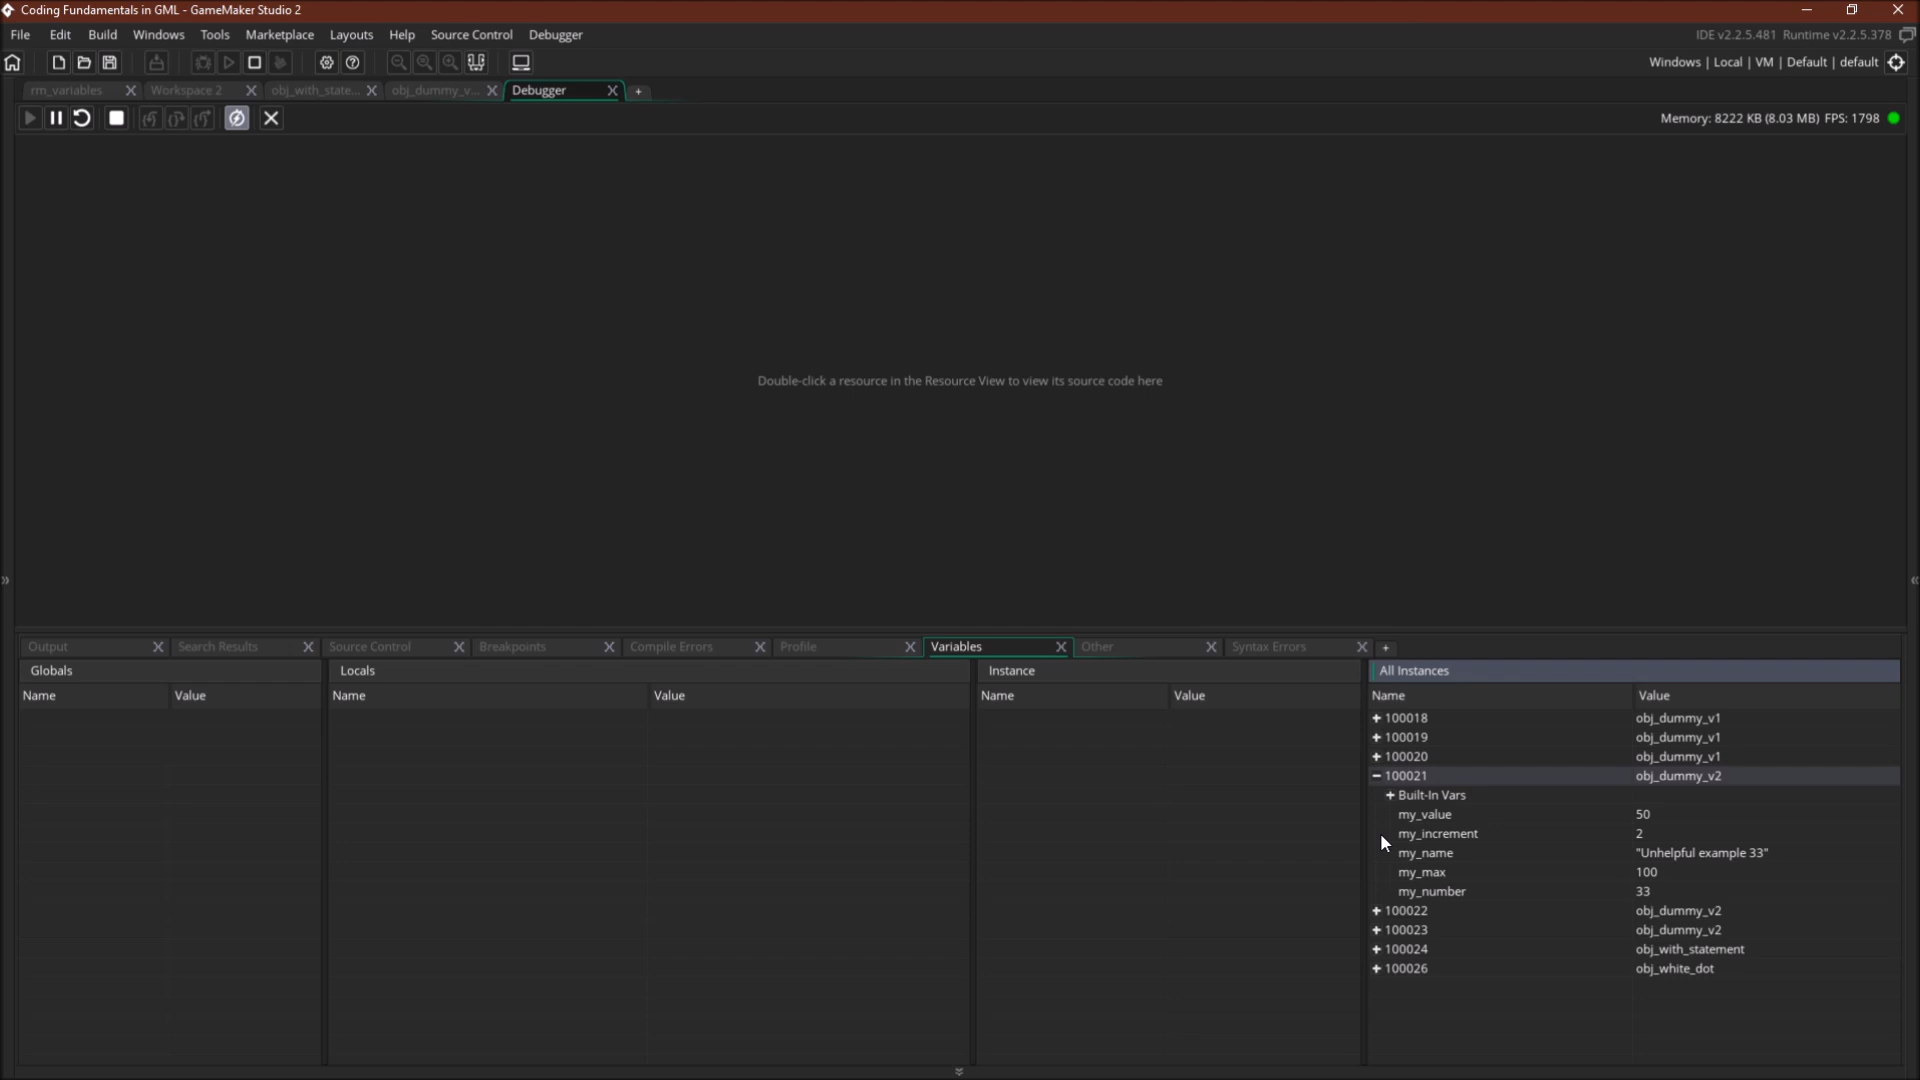 Coding Fundamentals in GML - GameMaker Studio 2
File Edit Build Windows Tools Marketplace Layouts Help Source Control Debugger
IDE v2.2.5.481 Runtime v2.2.5.378
Windows | Local | VM | Default | default
rm_variables Workspace 2 obj_with_state... obj_dummy_v... Debugger
Memory: 8222 KB (8.03 MB) FPS: 1798
Double-click a resource in the Resource View to view its source code here
Output Search Results Source Control Breakpoints Compile Errors Profile Variables Other Syntax Errors
Globals Locals Instance All Instances
Name Value Name Value Name Value Name Value
100018 obj_dummy_v1
100019 obj_dummy_v1
100020 obj_dummy_v1
100021 obj_dummy_v2
Built-In Vars
my_value 50
my_increment 2
my_name "Unhelpful example 33"
my_max 100
my_number 33
100022 obj_dummy_v2
100023 obj_dummy_v2
100024 obj_with_statement
100026 obj_white_dot